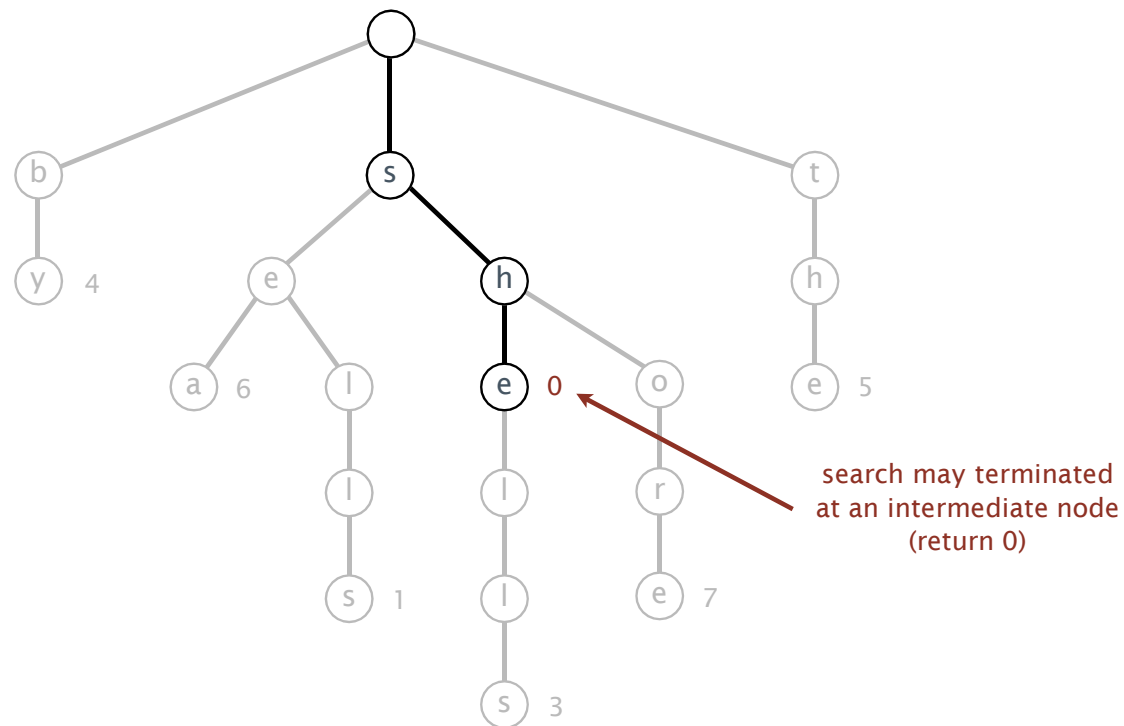 b s t
y 4 e h h
a 6 l e 0 o e 5
l l r
search may terminated
at an intermediate node
(return 0)
s 1 l e 7
s 3